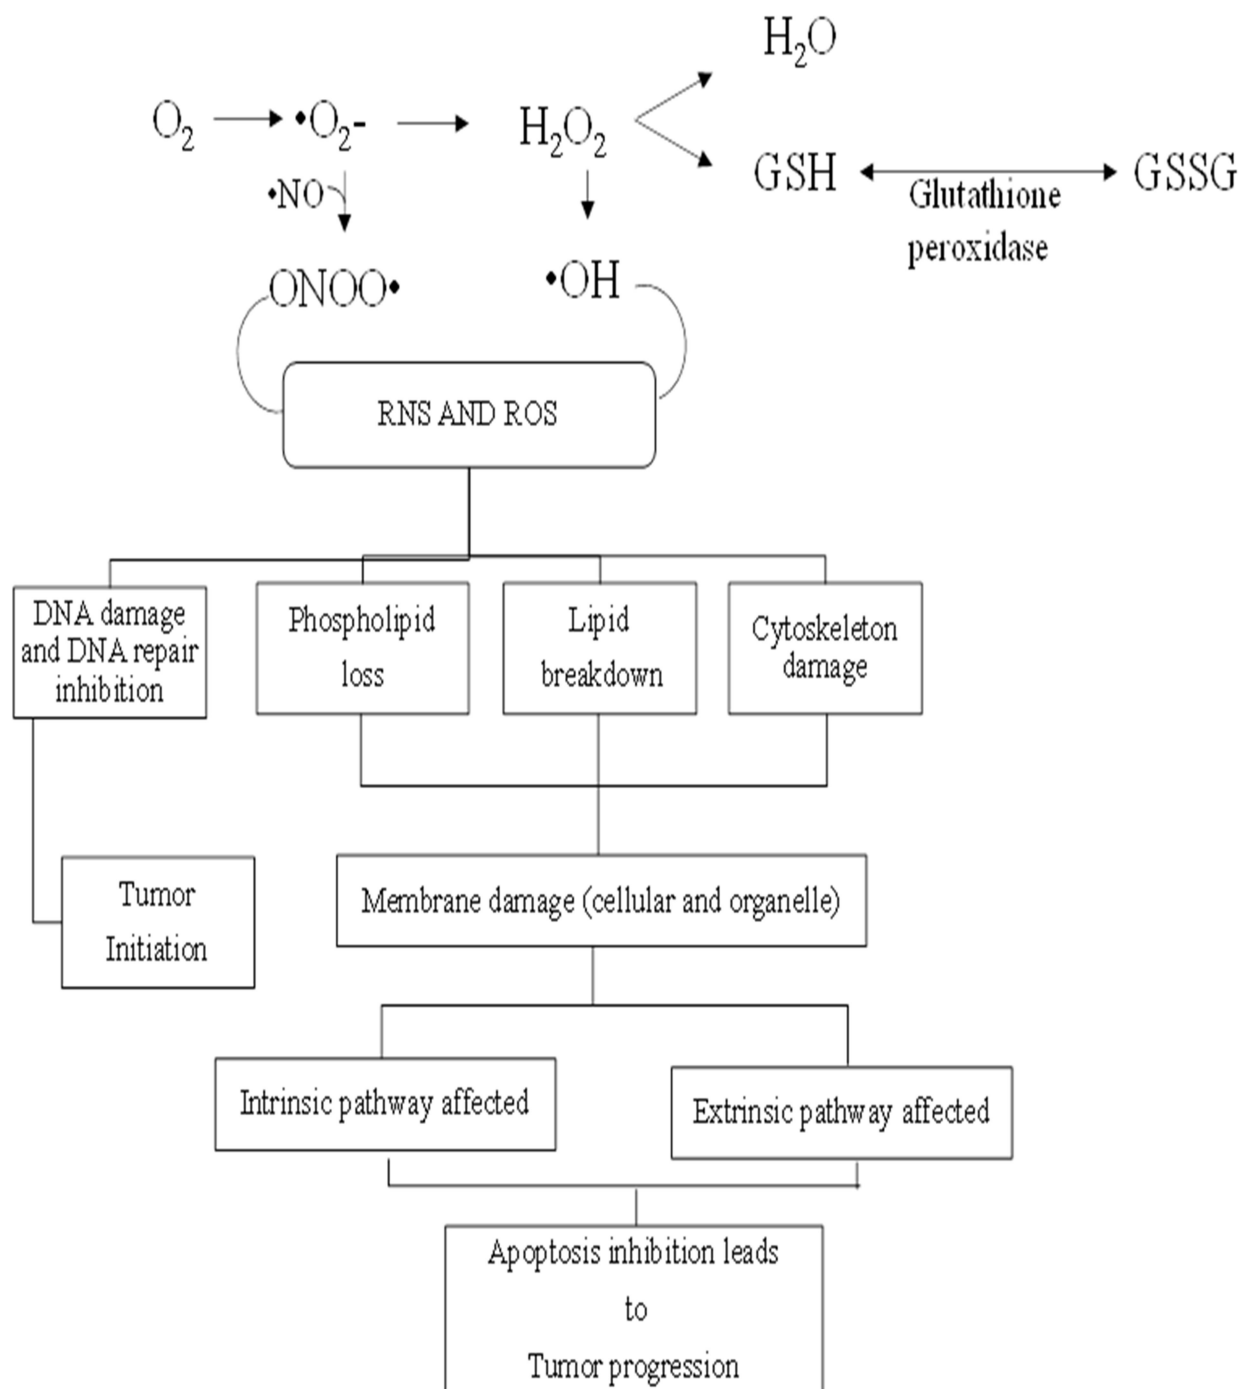 H₂O
O₂ •O₂- H₂O₂
GSH GSSG
•NO
Glutathione
peroxidase
ONOO•
•OH
RNS AND ROS
DNA damage
and DNA repair
inhibition
Phospholipid
loss
Lipid
breakdown
Cytoskeleton
damage
Tumor
Initiation
Membrane damage (cellular and organelle)
Intrinsic pathway affected
Extrinsic pathway affected
Apoptosis inhibition leads
to
Tumor progression